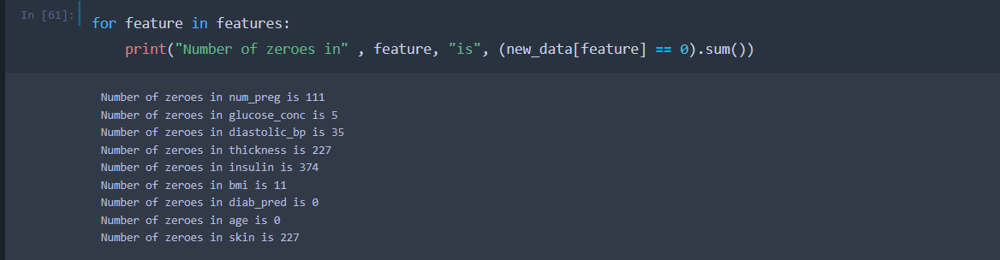 In [61]:
for feature in features:
print("Number of zeroes in" , feature, "is", (new_data[feature] == 0).sum())
Number of zeroes in num_preg is 111
Number of zeroes in glucose_conc is 5
Number of zeroes in diastolic_bp is 35
Number of zeroes in thickness is 227
Number of zeroes in insulin is 374
Number of zeroes in bmi is 11
Number of zeroes in diab_pred is 0
Number of zeroes in age is 0
Number of zeroes in skin is 227